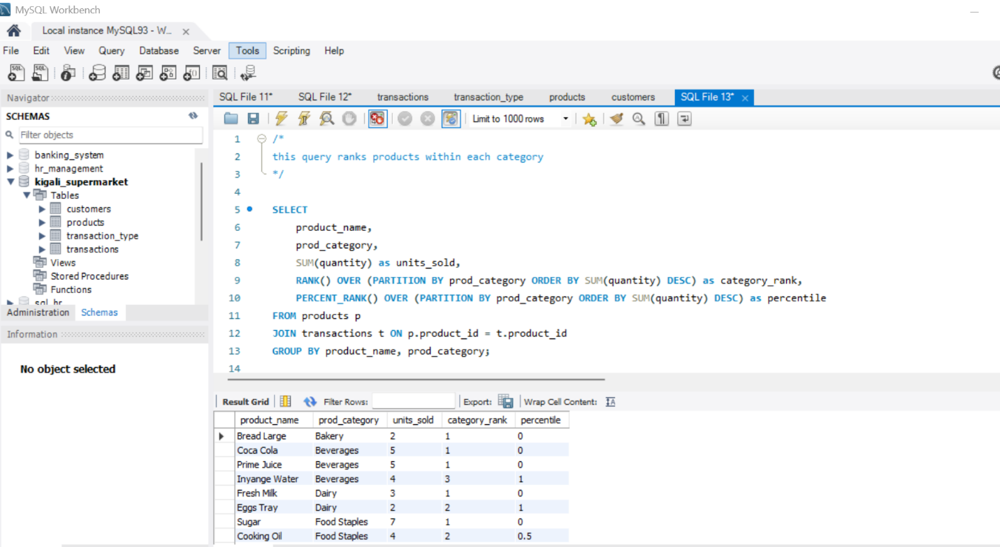 MySQL Workbench
Local instance MySQL93 - W...
File Edit View Query Database Server Tools Scripting Help
Navigator
SCHEMAS
Filter objects
banking_system
hr_management
kigali_supermarket
Tables
customers
products
transaction_type
transactions
Views
Stored Procedures
Functions
sql_hr
Administration Schemas
Information
No object selected
SQL File 11* SQL File 12* transactions transaction_type products customers SQL File 13*
Limit to 1000 rows
1 /*
2 this query ranks products within each category
3 */
4
5 SELECT
6 product_name,
7 prod_category,
8 SUM(quantity) as units_sold,
9 RANK() OVER (PARTITION BY prod_category ORDER BY SUM(quantity) DESC) as category_rank,
10 PERCENT_RANK() OVER (PARTITION BY prod_category ORDER BY SUM(quantity) DESC) as percentile
11 FROM products p
12 JOIN transactions t ON p.product_id = t.product_id
13 GROUP BY product_name, prod_category;
14
Result Grid Filter Rows: Export: Wrap Cell Content: IA
product_name prod_category units_sold category_rank percentile
Bread Large Bakery 2 1 0
Coca Cola Beverages 5 1 0
Prime Juice Beverages 5 1 0
Inyange Water Beverages 4 3 1
Fresh Milk Dairy 3 1 0
Eggs Tray Dairy 2 2 1
Sugar Food Staples 7 1 0
Cooking Oil Food Staples 4 2 0.5